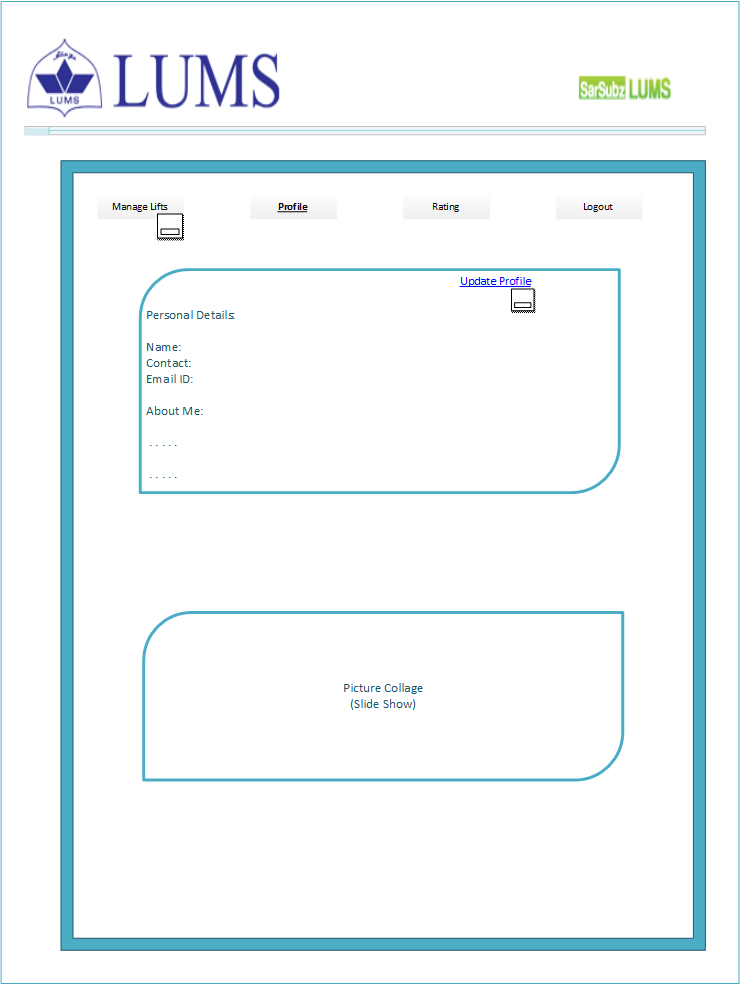 LUMS
LUMS
SarSubz LUMS
Manage Lifts
Profile
Rating
Logout
Update Profile
Personal Details:
Name:
Contact:
Email ID:
About Me:
. . . . .
. . . . .
Picture Collage
(Slide Show)